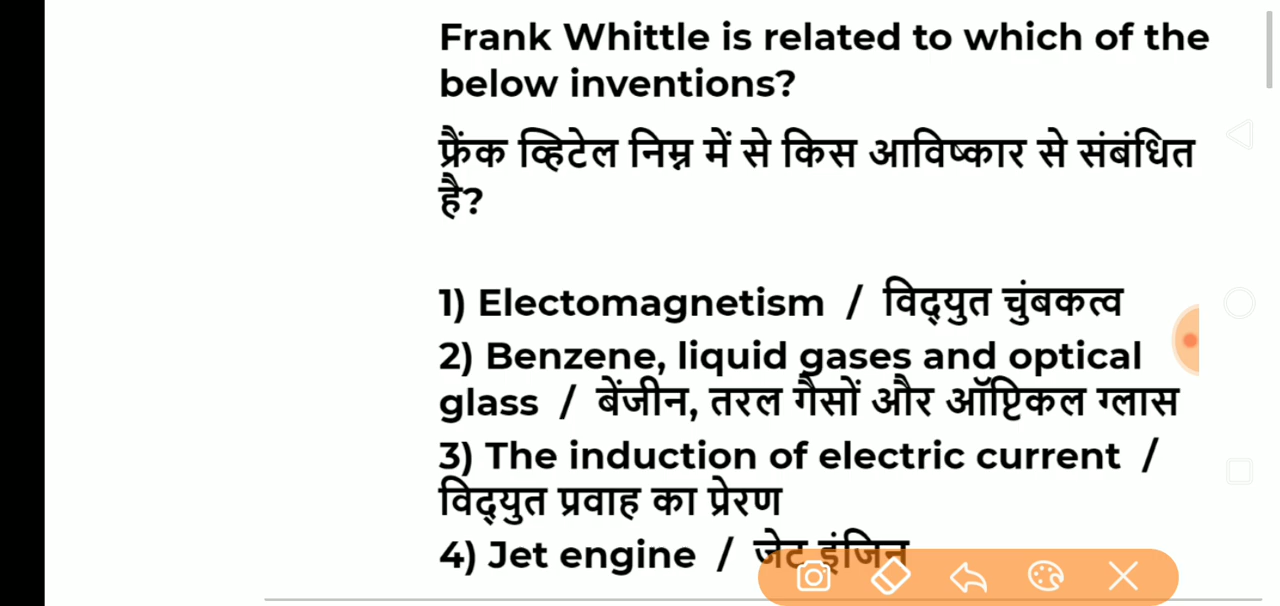 Frank Whittle is related to which of the
below inventions?
फ्रैंक व्हिटेल निम्न में से किस आविष्कार से संबंधित
है?
1) Electomagnetism / विद्युत चुंबकत्व
2) Benzene, liquid gases and optical
glass / बेंजीन, तरल गैसों और ऑप्टिकल ग्लास
3) The induction of electric current /
विद्युत प्रवाह का प्रेरण
4) Jet engine / जेट इंजिन